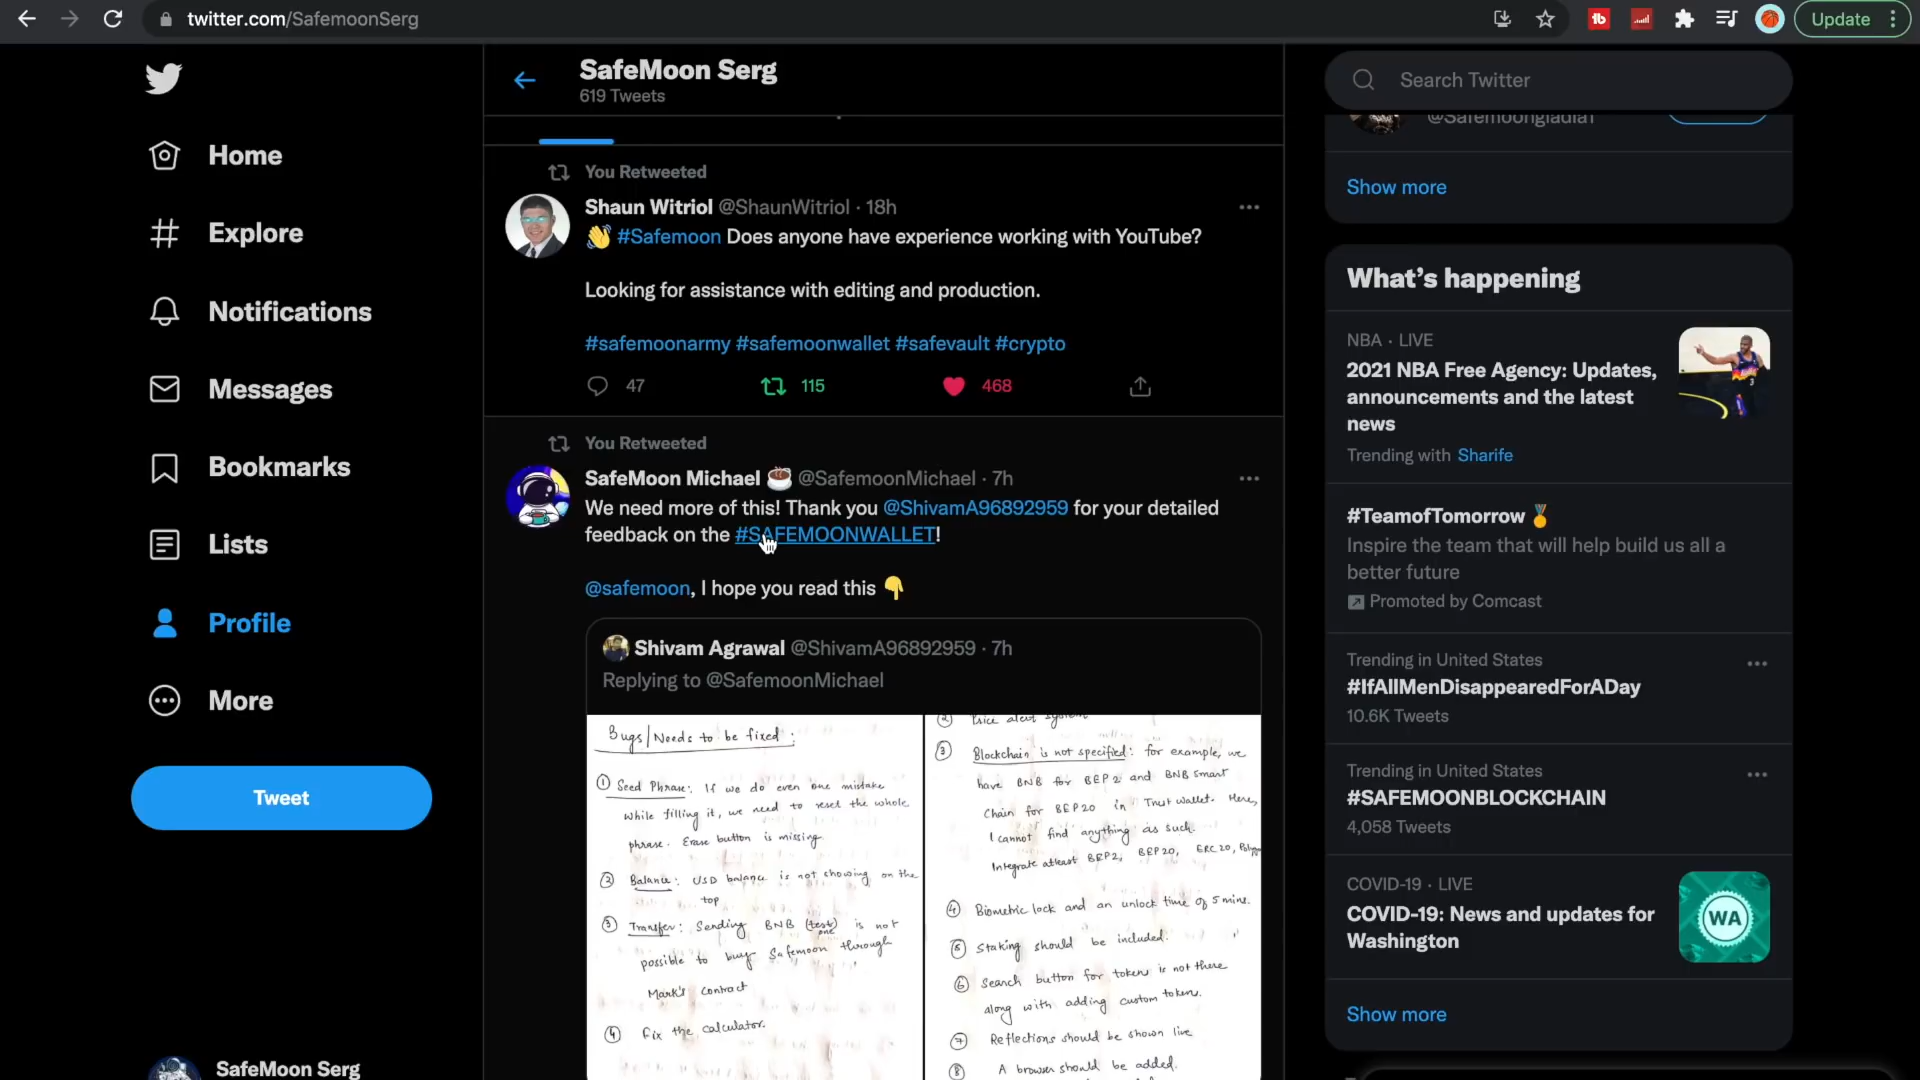 twitter.com/SafemoonSerg
Update
SafeMoon Serg
619 Tweets
Home
Explore
Notifications
Messages
Bookmarks
Lists
Profile
More
Tweet
SafeMoon Serg
You Retweeted
Shaun Witriol @ShaunWitriol · 18h
👋 #Safemoon Does anyone have experience working with YouTube?
Looking for assistance with editing and production.
#safemoonarmy #safemoonwallet #safevault #crypto
47 115 468
You Retweeted
SafeMoon Michael ☕ @SafemoonMichael · 7h
We need more of this! Thank you @ShivamA96892959 for your detailed
feedback on the #SAFEMOONWALLET!
@safemoon, I hope you read this 👇
Shivam Agrawal @ShivamA96892959 · 7h
Replying to @SafemoonMichael
Bugs/Needs to be fixed:
① Seed Phrase: If we do even one mistake
while filling it, we need to reset the whole
phrase. Erase button is missing.
② Balance: USD balance is not showing on the
top
③ Transfer: Sending BNB (test one) is not
possible to buy Safemoon through
Mark's contract
④ Fix the calculator.
② Price alert system
③ Blockchain is not specified: for example, we
have BNB for BEP2 and BNB smart
Chain for BEP20 in Trust wallet. Here,
I cannot find anything as such.
Integrate atleast BEP2, BEP20, ERC20,
④ Biometric lock and an unlock time of 5 mins.
⑤ Staking should be included.
⑥ Search button for tokens is not there
along with adding custom tokens.
⑦ Reflections should be shown live
⑧ A browser should be added.
Search Twitter
@Safemoongladia1
Show more
What's happening
NBA · LIVE
2021 NBA Free Agency: Updates,
announcements and the latest
news
Trending with Sharife
#TeamofTomorrow 🏅
Inspire the team that will help build us all a
better future
Promoted by Comcast
Trending in United States
#IfAllMenDisappearedForADay
10.6K Tweets
Trending in United States
#SAFEMOONBLOCKCHAIN
4,058 Tweets
COVID-19 · LIVE
COVID-19: News and updates for
Washington
WA
Show more